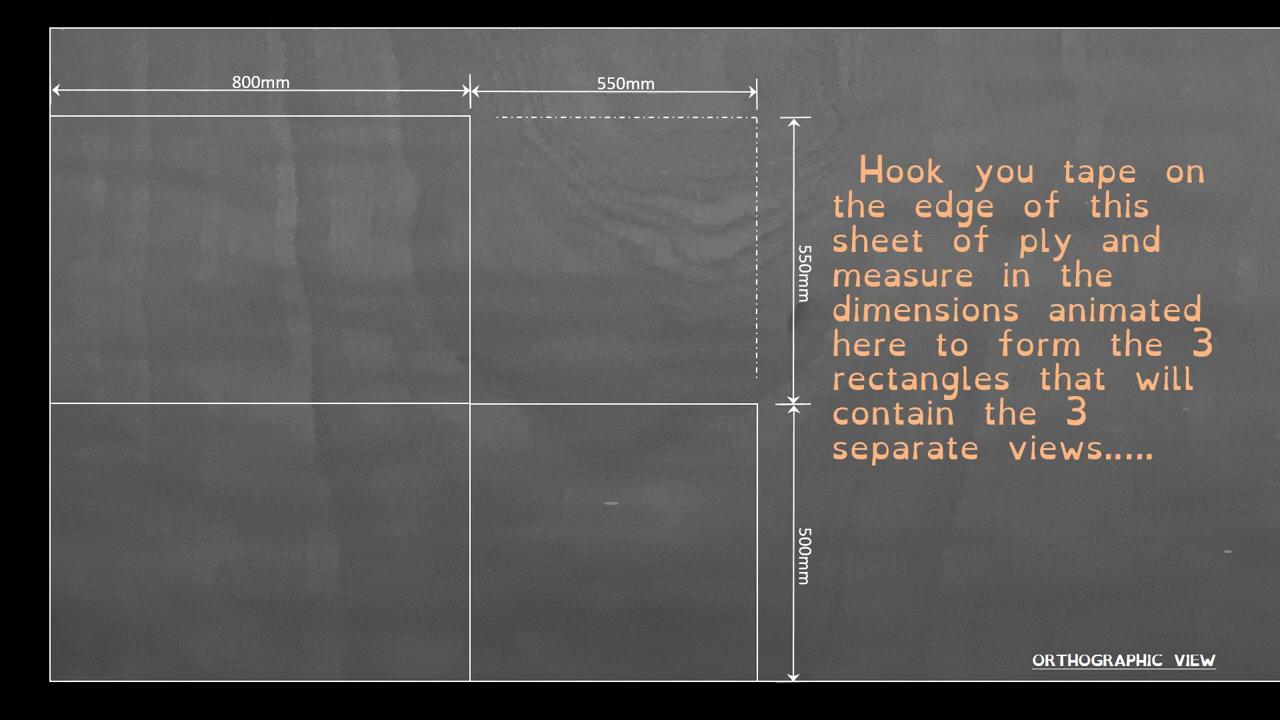 800mm
550mm
Hook you tape on
the edge of this
sheet of ply and
measure in the
dimensions animated
here to form the 3
rectangles that will
contain the 3
separate views.....
550mm
500mm
ORTHOGRAPHIC VIEW